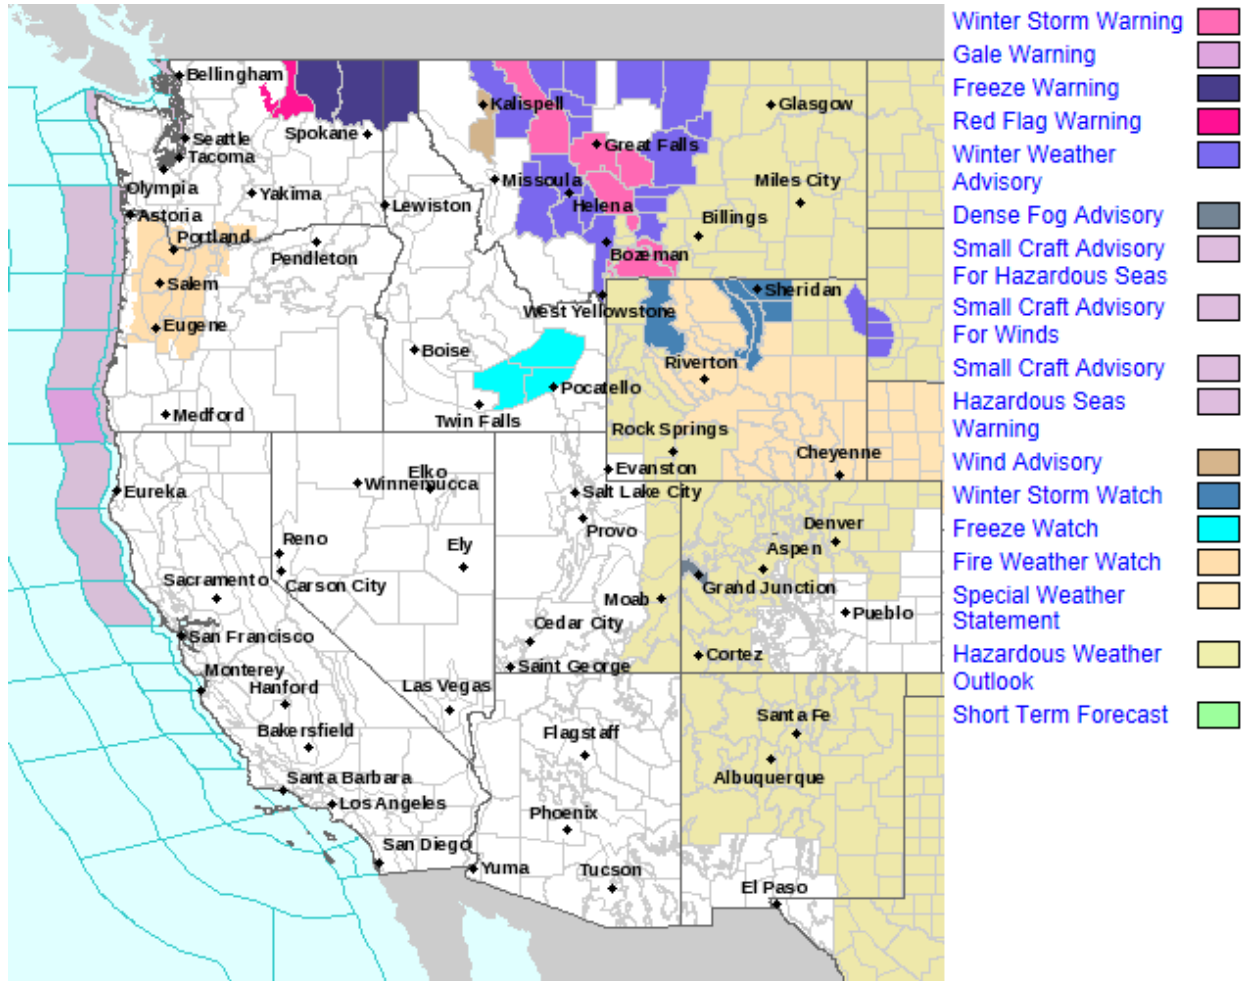 Bellingham
Seattle
Tacoma
Olympia
Spokane
Yakima
Astoria
Lewiston
Portland
Pendleton
Salem
Eugene
Medford
Kalispell
Great Falls
Glasgow
Missoula
Helena
Miles City
Billings
Bozeman
West Yellowstone
Sheridan
Boise
Riverton
Pocatello
Twin Falls
Rock Springs
Cheyenne
Evanston
Eureka
Elko
Winnemucca
Salt Lake City
Provo
Reno
Ely
Denver
Aspen
Carson City
Sacramento
Grand Junction
Moab
Pueblo
San Francisco
Cedar City
Saint George
Cortez
Monterey
Hanford
Las Vegas
Bakersfield
Flagstaff
Santa Fe
Albuquerque
Santa Barbara
Los Angeles
Phoenix
San Diego
Yuma
Tucson
El Paso
Winter Storm Warning
Gale Warning
Freeze Warning
Red Flag Warning
Winter Weather
Advisory
Dense Fog Advisory
Small Craft Advisory
For Hazardous Seas
Small Craft Advisory
For Winds
Small Craft Advisory
Hazardous Seas
Warning
Wind Advisory
Winter Storm Watch
Freeze Watch
Fire Weather Watch
Special Weather
Statement
Hazardous Weather
Outlook
Short Term Forecast